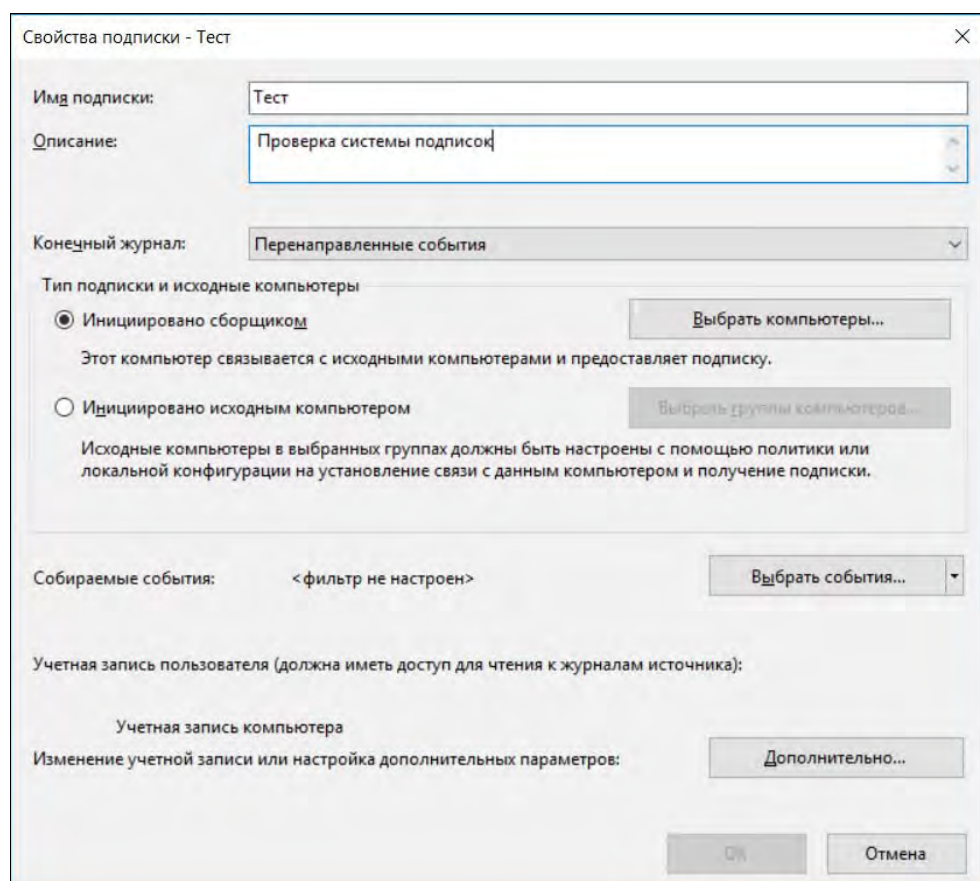 Свойства подписки - Тест
Имя подписки: Тест
Описание: Проверка системы подписок
Конечный журнал: Перенаправленные события
Тип подписки и исходные компьютеры
Инициировано сборщиком Выбрать компьютеры...
Этот компьютер связывается с исходными компьютерами и предоставляет подписку.
Инициировано исходным компьютером Выбрать группы компьютеров...
Исходные компьютеры в выбранных группах должны быть настроены с помощью политики или
локальной конфигурации на установление связи с данным компьютером и получение подписки.
Собираемые события: <фильтр не настроен> Выбрать события...
Учетная запись пользователя (должна иметь доступ для чтения к журналам источника):
Учетная запись компьютера
Изменение учетной записи или настройка дополнительных параметров: Дополнительно...
ОК Отмена